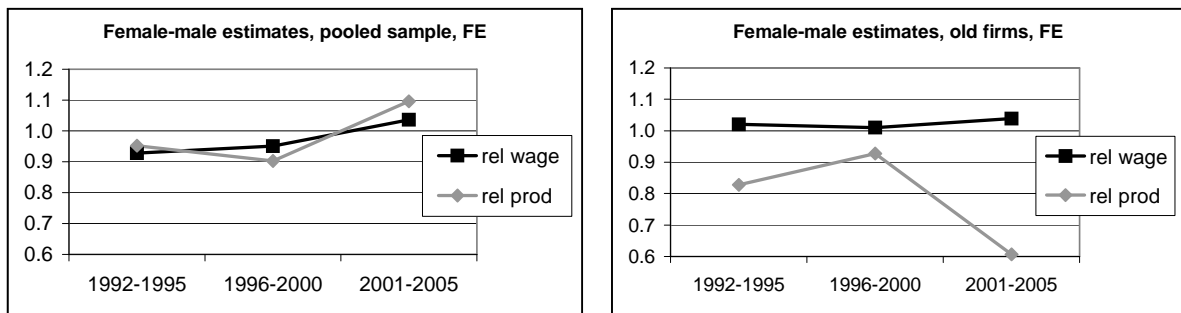 Female-male estimates, pooled sample, FE
1.2
1.1
1.0
0.9
0.8
0.7
0.6
1992-1995 1996-2000 2001-2005
rel wage
rel prod
Female-male estimates, old firms, FE
1.2
1.1
1.0
0.9
0.8
0.7
0.6
1992-1995 1996-2000 2001-2005
rel wage
rel prod